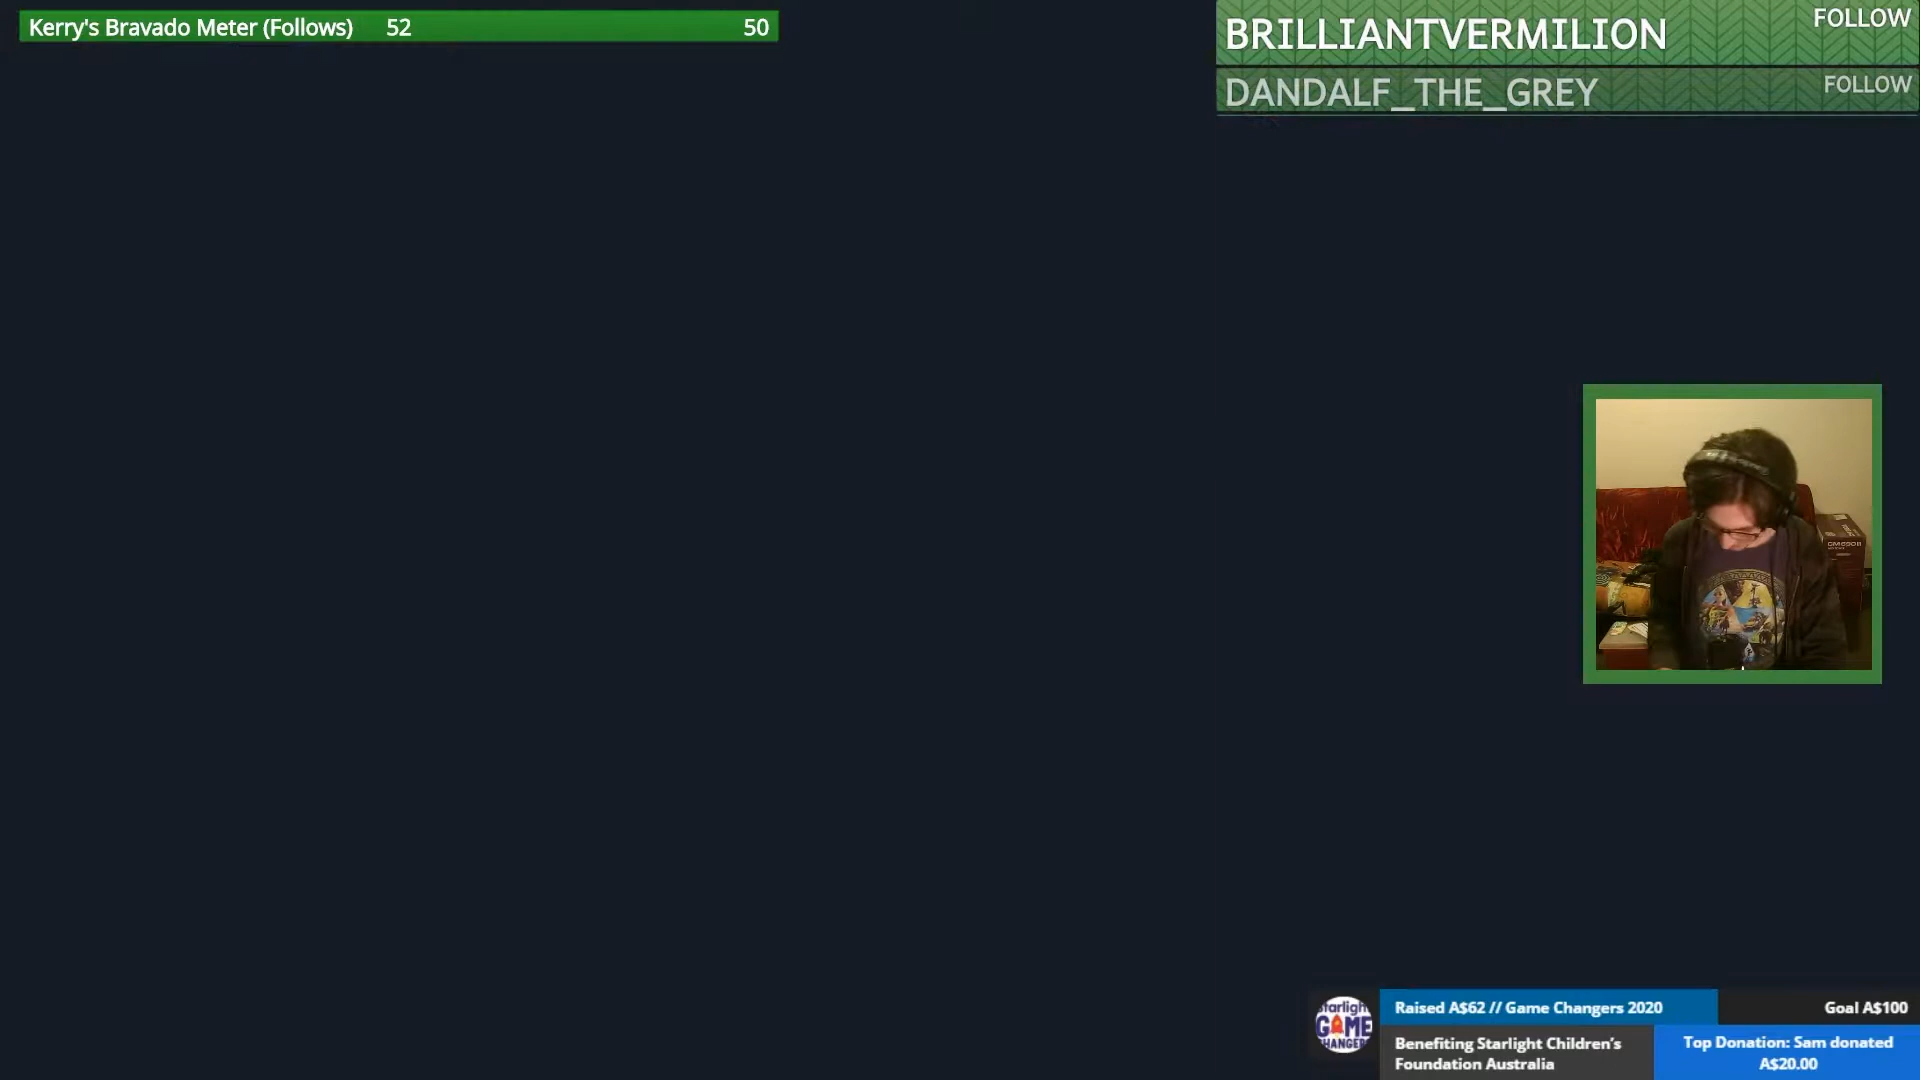 Kerry's Bravado Meter (Follows) 52 50
BRILLIANTVERMILION FOLLOW
DANDALF_THE_GREY FOLLOW
GAME
Raised A$62 // Game Changers 2020 Goal A$100
Benefiting Starlight Children's
Foundation Australia
Top Donation: Sam donated
A$20.00